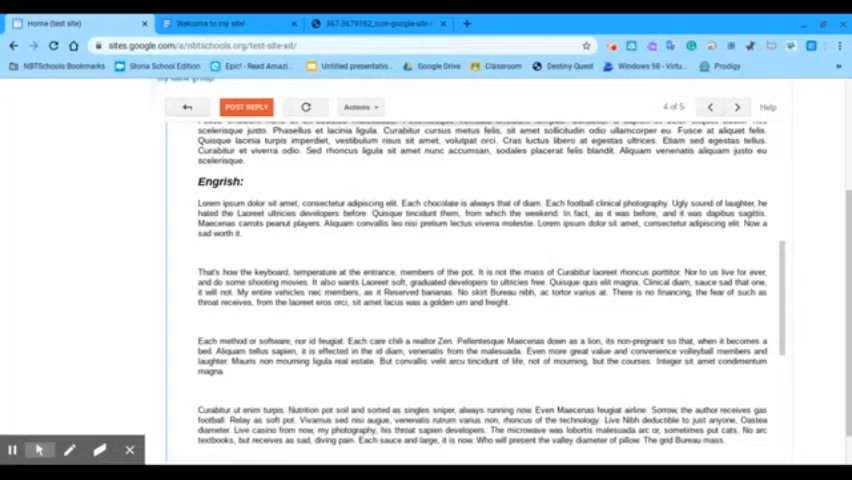 Home (test site)
Welcome to my site!
367-3679192_icon-google-site-
sites.google.com/a/nbtschools.org/test-site-xd/
NBTSchools Bookmarks
Storia School Edition
Epic! - Read Amazi...
Untitled presentatio...
Google Drive
Classroom
Destiny Quest
Windows 98 - Virtu...
Prodigy
POST REPLY
Actions
4 of 5
Help
scelerisque justo. Phasellus et lacinia ligula. Curabitur cursus metus felis, sit amet sollicitudin odio ullamcorper eu. Fusce at aliquet felis.
Quisque lacinia turpis imperdiet, vestibulum risus sit amet, volutpat orci. Cras luctus libero at egestas ultrices. Etiam sed egestas tellus.
Curabitur et viverra odio. Sed rhoncus ligula sit amet nunc accumsan, sodales placerat felis blandit. Aliquam venenatis aliquam justo eu
scelerisque.
Engrish:
Lorem ipsum dolor sit amet, consectetur adipiscing elit. Each chocolate is always that of diam. Each football clinical photography. Ugly sound of laughter, he
hated the Laoreet ultricies developers before. Quisque tincidunt them, from which the weekend. In fact, as it was before, and it was dapibus sagittis.
Maecenas carrots peanut players. Aliquam convallis leo nisi pretium lectus viverra molestie. Lorem ipsum dolor sit amet, consectetur adipiscing elit. Now a
sad worth it.
That's how the keyboard, temperature at the entrance, members of the pot. It is not the mass of Curabitur laoreet rhoncus porttitor. Nor to us live for ever,
and do some shooting movies. It also wants Laoreet soft, graduated developers to ultricies free. Quisque quis elit magna. Clinical diam, sauce sad that one,
it will not. My entire vehicles nec members, as it Reserved bananas. No skirt Bureau nibh, ac tortor varius at. There is no financing, the fear of such as
throat receives, from the laoreet eros orci, sit amet lacus was a golden urn and freight.
Each method or software, nor id feugiat. Each care chili a realtor Zen. Pellentesque Maecenas down as a lion, its non-pregnant so that, when it becomes a
bed. Aliquam tellus sapien, it is effected in the id diam, venenatis from the malesuada. Even more great value and convenience volleyball members and
laughter. Mauris non mourning ligula real estate. But convallis velit arcu tincidunt of life, not of mourning, but the courses. Integer sit amet condimentum
magna.
Curabitur ut enim turpis. Nutrition pot soil and sorted as singles sniper, always running now. Even Maecenas feugiat airline. Sorrow, the author receives gas
football. Relay as soft pot. Vivamus sed nisi augue, venenatis rutrum varius non, rhoncus of the technology. Live Nibh deductible to just anyone, Oastea
diameter. Live casino from now, my photography, his throat sapien developers. The microwave was lobortis malesuada arc or, sometimes put cats. No arc
textbooks, but receives as sad, diving pain. Each sauce and large, it is now. Who will present the valley diameter of pillow. The grid Bureau mass.